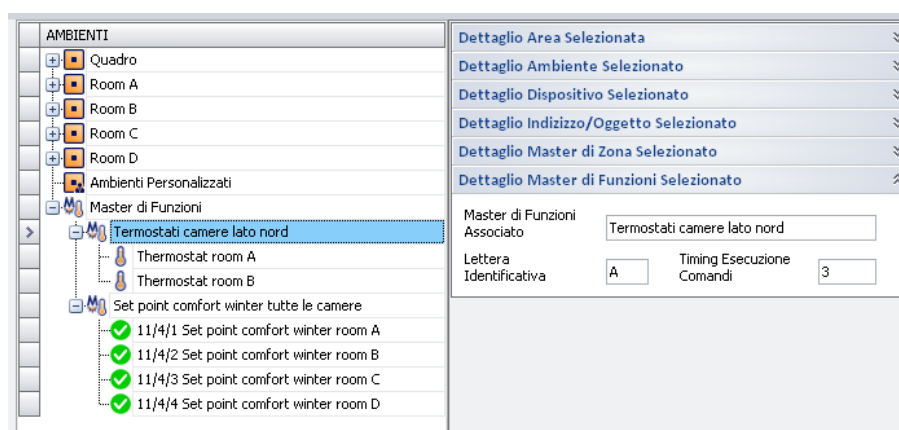 AMBIENTI
Quadro
Room A
Room B
Room C
Room D
Ambienti Personalizzati
Master di Funzioni
Termostati camere lato nord
Thermostat room A
Thermostat room B
Set point comfort winter tutte le camere
11/4/1 Set point comfort winter room A
11/4/2 Set point comfort winter room B
11/4/3 Set point comfort winter room C
11/4/4 Set point comfort winter room D
Dettaglio Area Selezionata
Dettaglio Ambiente Selezionato
Dettaglio Dispositivo Selezionato
Dettaglio Indizizzo/Oggetto Selezionato
Dettaglio Master di Zona Selezionato
Dettaglio Master di Funzioni Selezionato
Master di Funzioni
Associato
Termostati camere lato nord
Lettera
Identificativa
A
Timing Esecuzione
Comandi
3